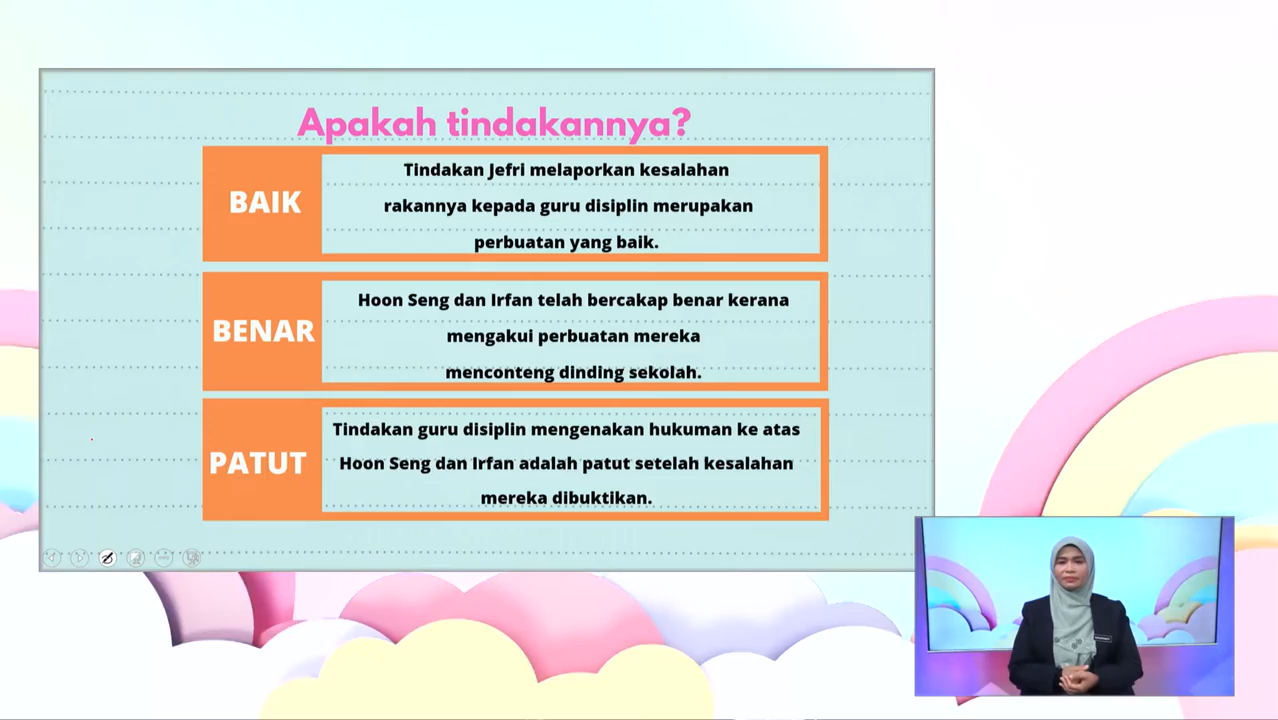 Apakah tindakannya?
BAIK
Tindakan Jefri melaporkan kesalahan
rakannya kepada guru disiplin merupakan
perbuatan yang baik.
BENAR
Hoon Seng dan Irfan telah bercakap benar kerana
mengakui perbuatan mereka
menconteng dinding sekolah.
PATUT
Tindakan guru disiplin mengenakan hukuman ke atas
Hoon Seng dan Irfan adalah patut setelah kesalahan
mereka dibuktikan.